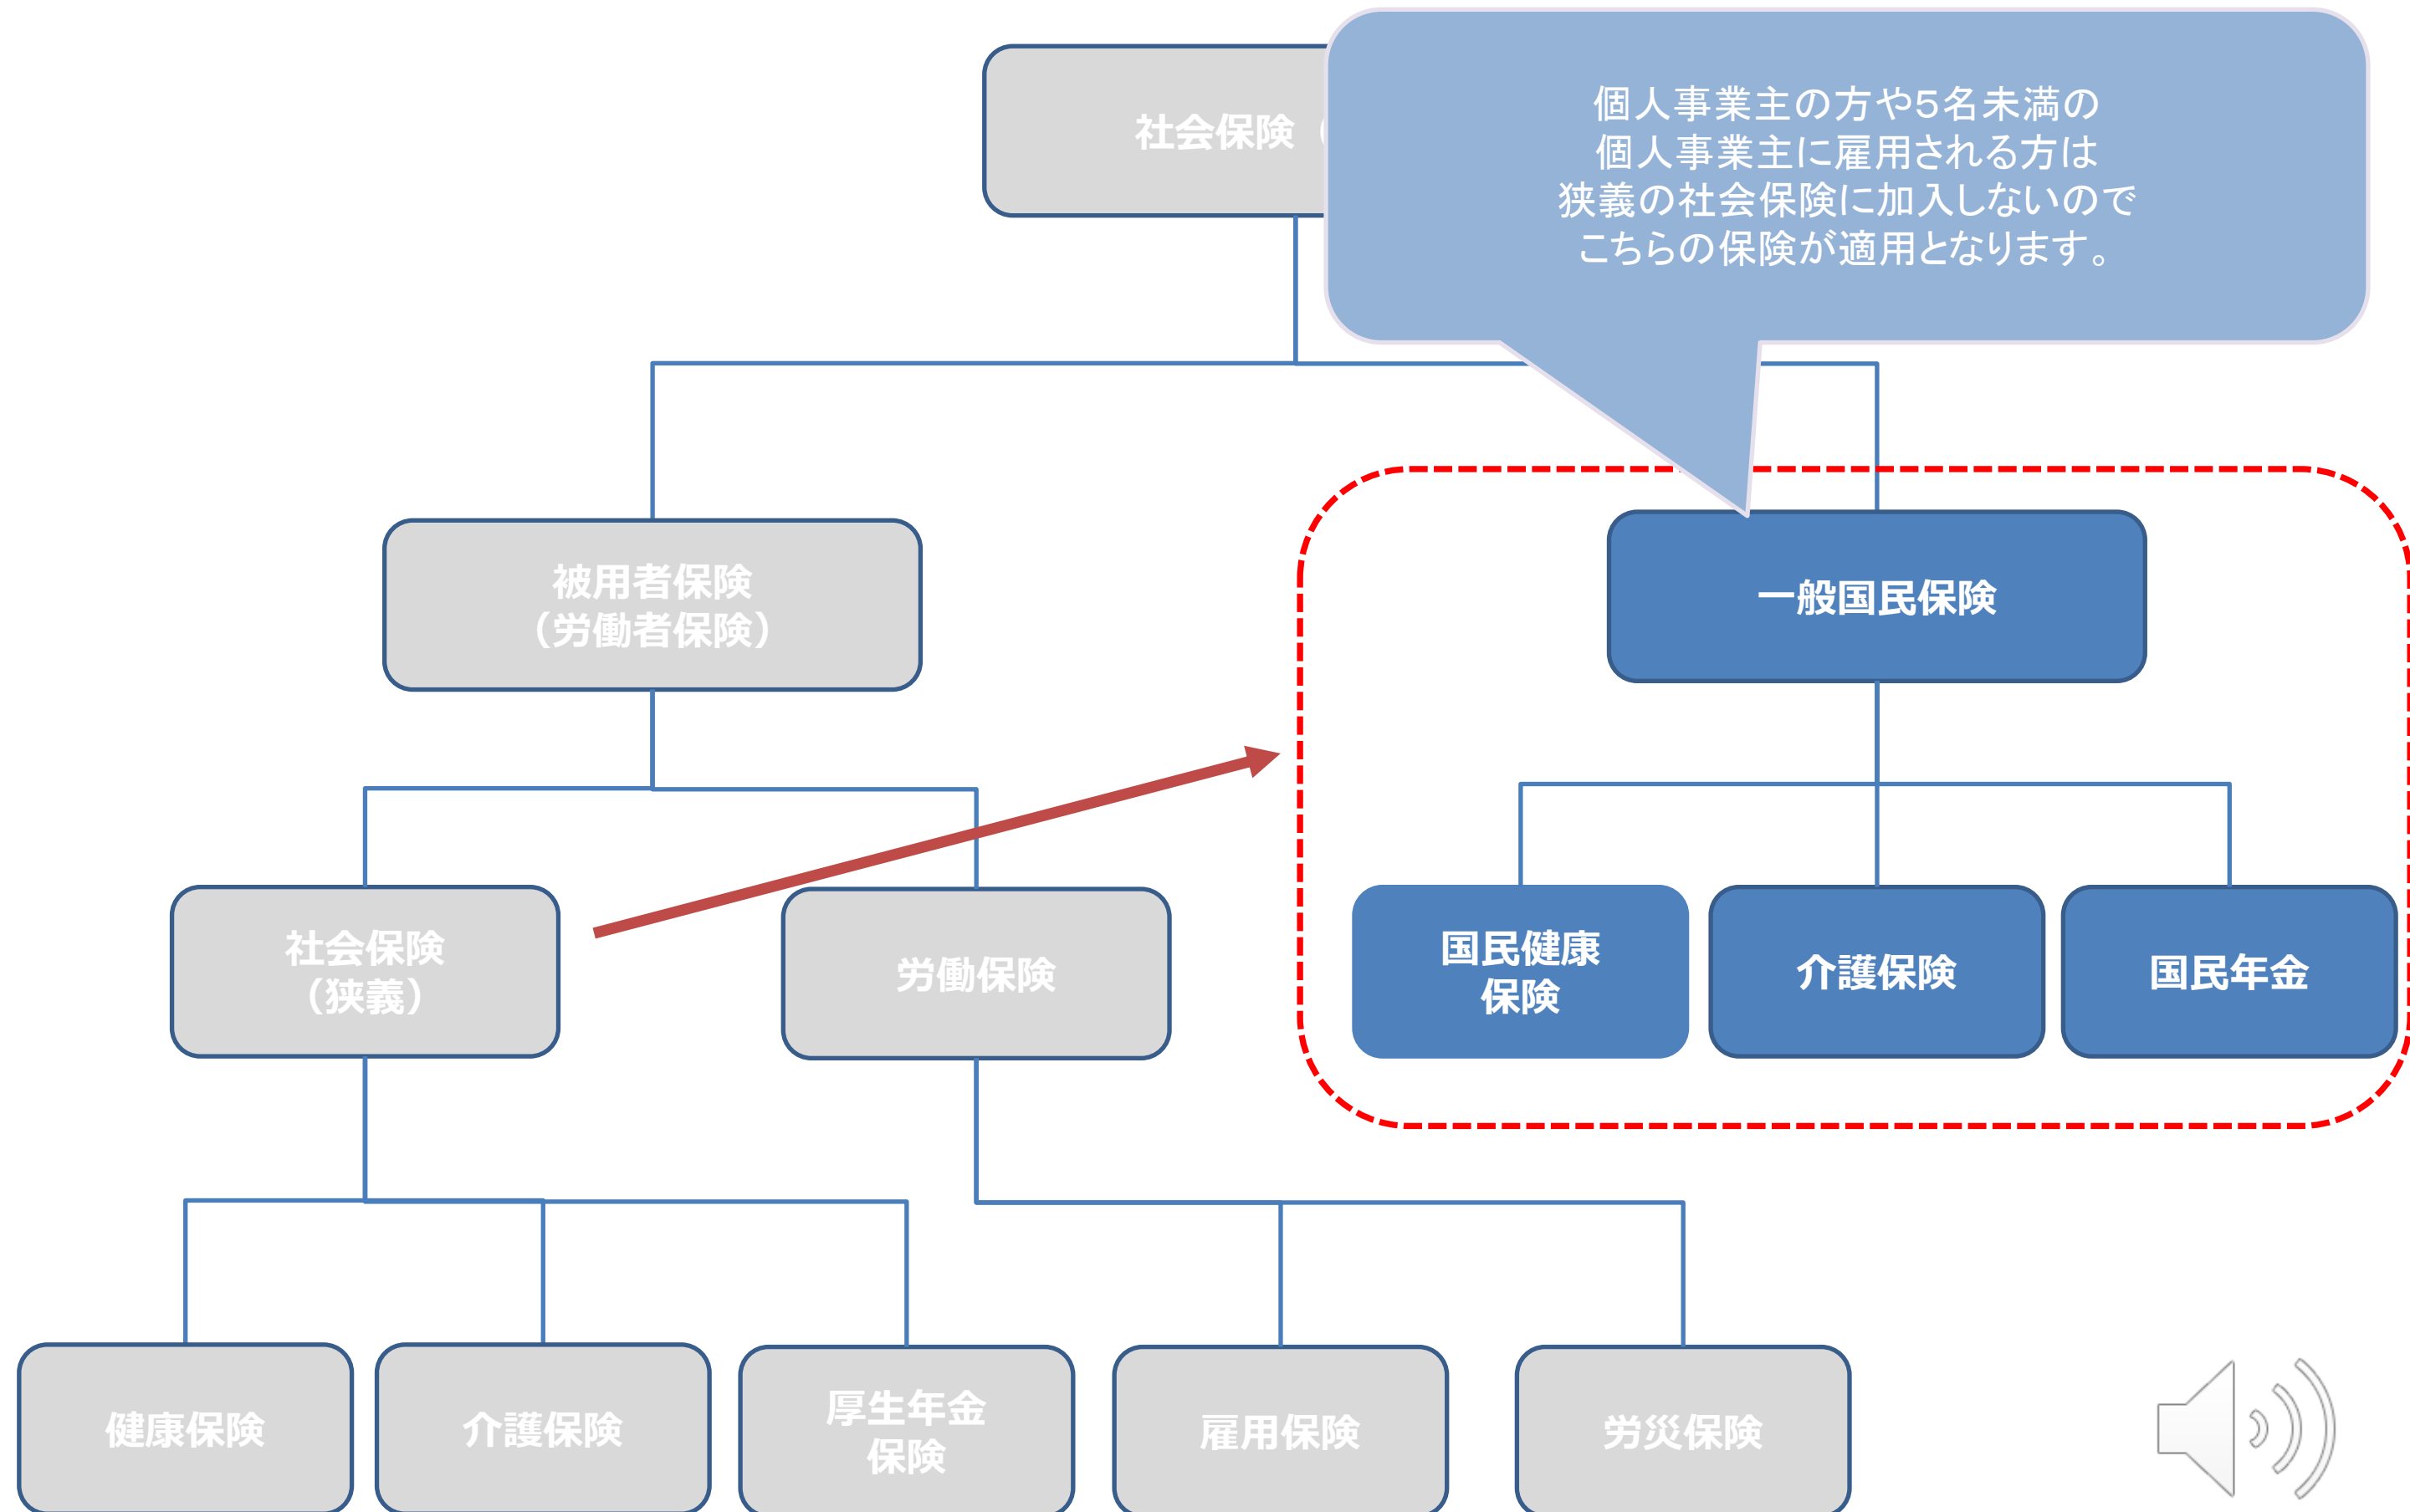 社会保険
個人事業主の方や5名未満の
個人事業主に雇用される方は
狭義の社会保険に加入しないので
こちらの保険が適用となります。
被用者保険
（労働者保険）
一般国民保険
社会保険
（狭義）
労働保険
国民健康
保険
介護保険
国民年金
健康保険
介護保険
厚生年金
保険
雇用保険
労災保険